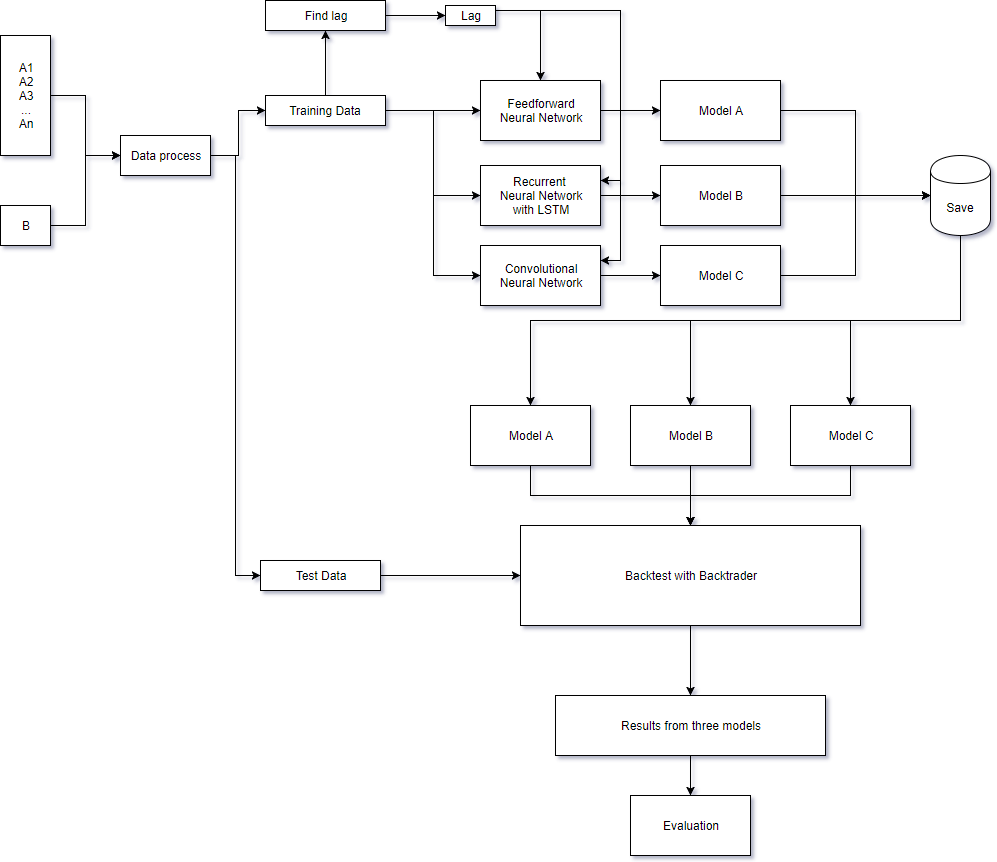 Find lag
Lag
A1
A2
A3
...
An
Training Data
Feedforward
Neural Network
Model A
Data process
Recurrent
Neural Network
with LSTM
Model B
Save
B
Convolutional
Neural Network
Model C
Model A
Model B
Model C
Test Data
Backtest with Backtrader
Results from three models
Evaluation